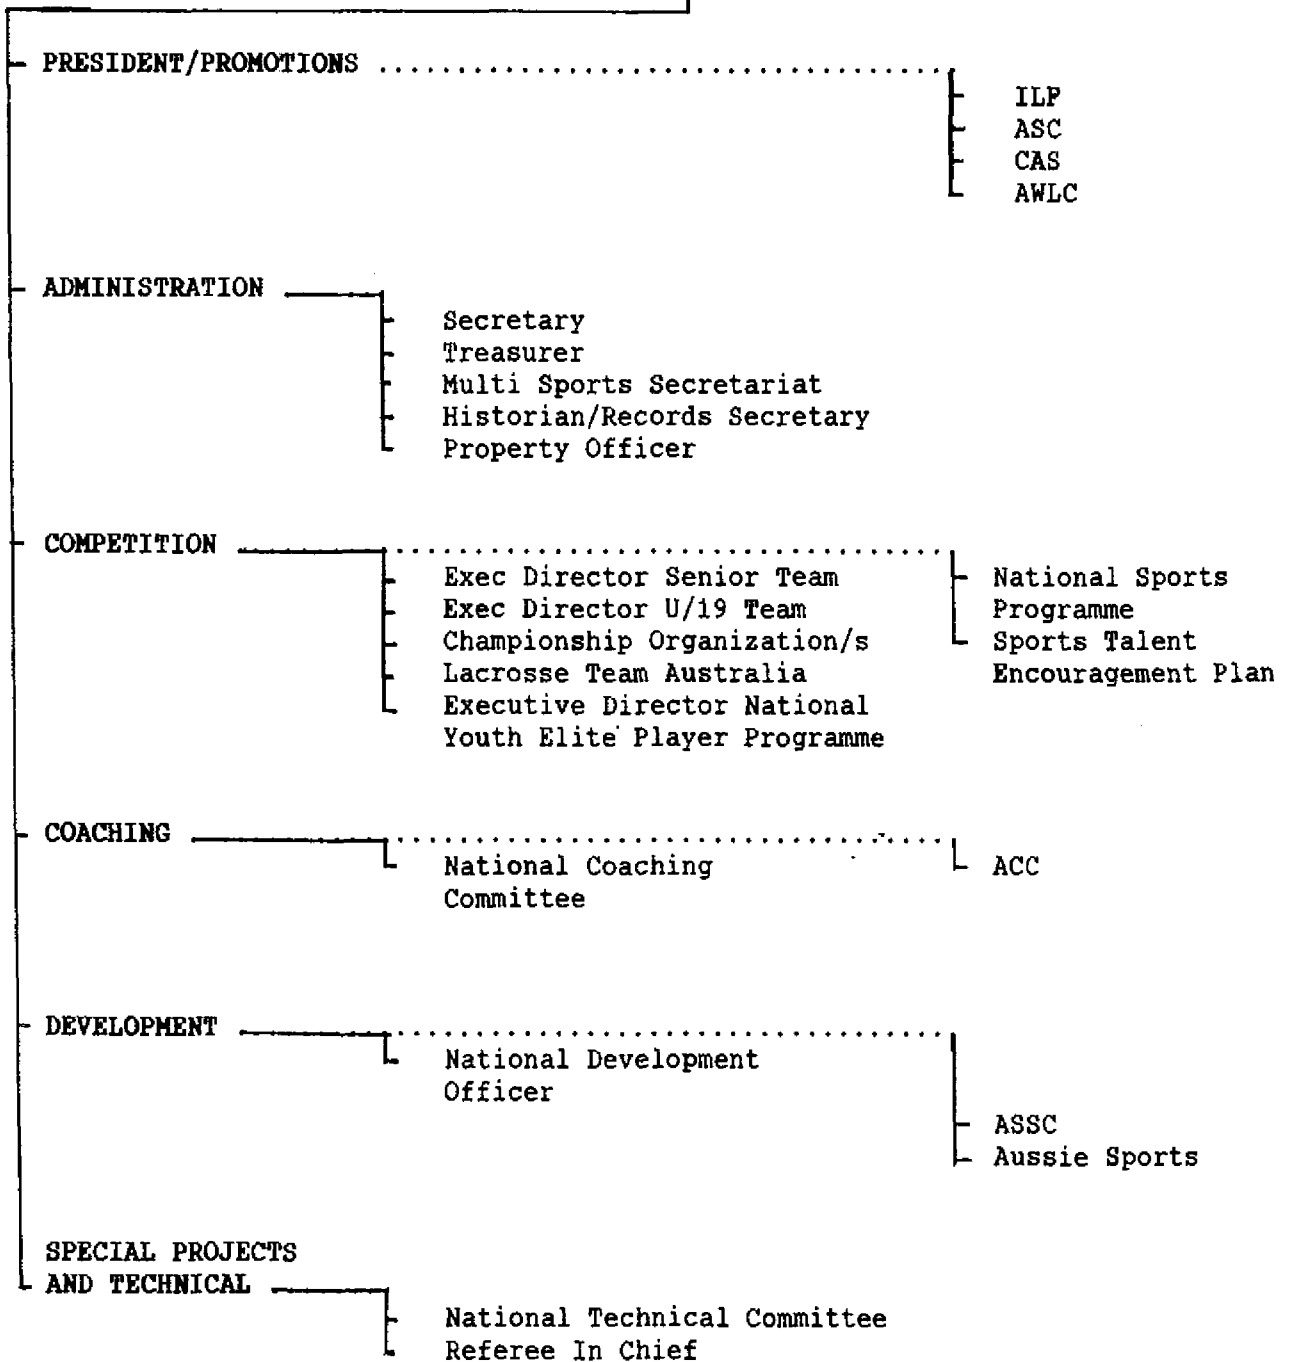 PRESIDENT/PROMOTIONS
ILF
ASC
CAS
AWLC
ADMINISTRATION
Secretary
Treasurer
Multi Sports Secretariat
Historian/Records Secretary
Property Officer
COMPETITION
Exec Director Senior Team
Exec Director U/19 Team
Championship Organization/s
Lacrosse Team Australia
Executive Director National
Youth Elite Player Programme
National Sports
Programme
Sports Talent
Encouragement Plan
COACHING
National Coaching
Committee
ACC
DEVELOPMENT
National Development
Officer
ASSC
Aussie Sports
SPECIAL PROJECTS
AND TECHNICAL
National Technical Committee
Referee In Chief